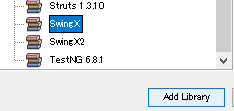 Struts 1.3.10
SwingX
SwingX2
TestNG 6.8.1
Add Library